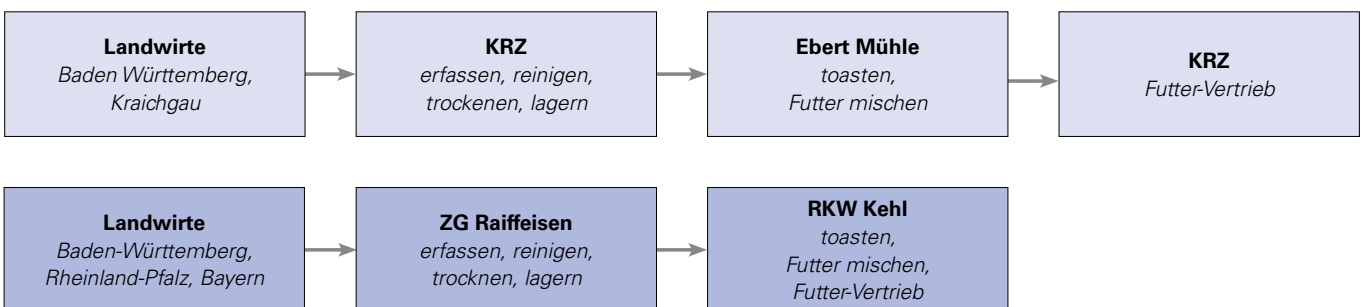 Landwirte
Baden Württemberg,
Kraichgau
KRZ
erfassen, reinigen,
trockenen, lagern
Ebert Mühle
toasten,
Futter mischen
KRZ
Futter-Vertrieb
Landwirte
Baden-Württemberg,
Rheinland-Pfalz, Bayern
ZG Raiffeisen
erfassen, reinigen,
trocknen, lagern
RKW Kehl
toasten,
Futter mischen,
Futter-Vertrieb